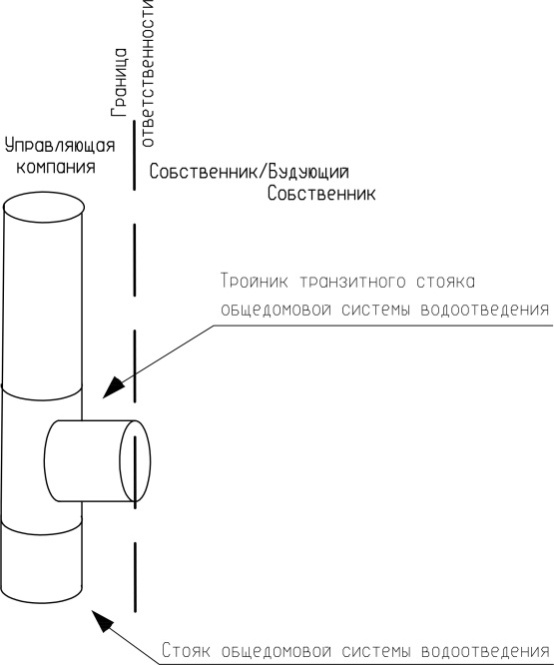 Граница
ответственности
Управляющая
компания
Собственник/Будующий
Собственник
Тройник транзитного стояка
общедомовой системы водоотведения
Стояк общедомовой системы водоотведения